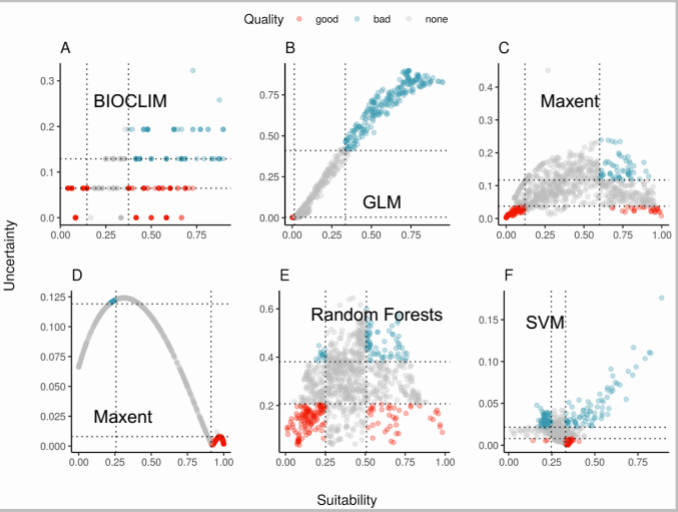 Quality good bad none
A
BIOCLIM
0.3
0.2
0.1
0.0
0.00 0.25 0.50 0.75
B
GLM
0.75
0.50
0.25
0.00
0.00 0.25 0.50 0.75
C
Maxent
0.4
0.3
0.2
0.1
0.0
0.00 0.25 0.50 0.75 1.00
Uncertainty
D
Maxent
0.125
0.100
0.075
0.050
0.025
0.000
0.00 0.25 0.50 0.75 1.00
E
Random Forests
0.6
0.4
0.2
0.00 0.25 0.50 0.75 1.00
F
SVM
0.15
0.10
0.05
0.00
0.00 0.25 0.50 0.75
Suitability